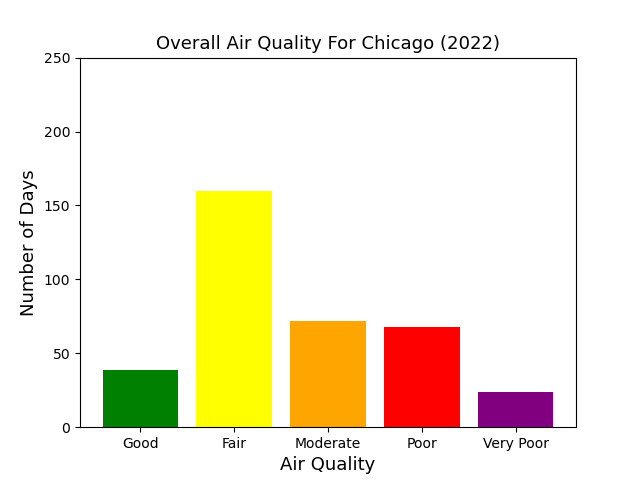 Overall Air Quality For Chicago (2022)
250
200
150
100
50
0
Number of Days
Good Fair Moderate Poor Very Poor
Air Quality